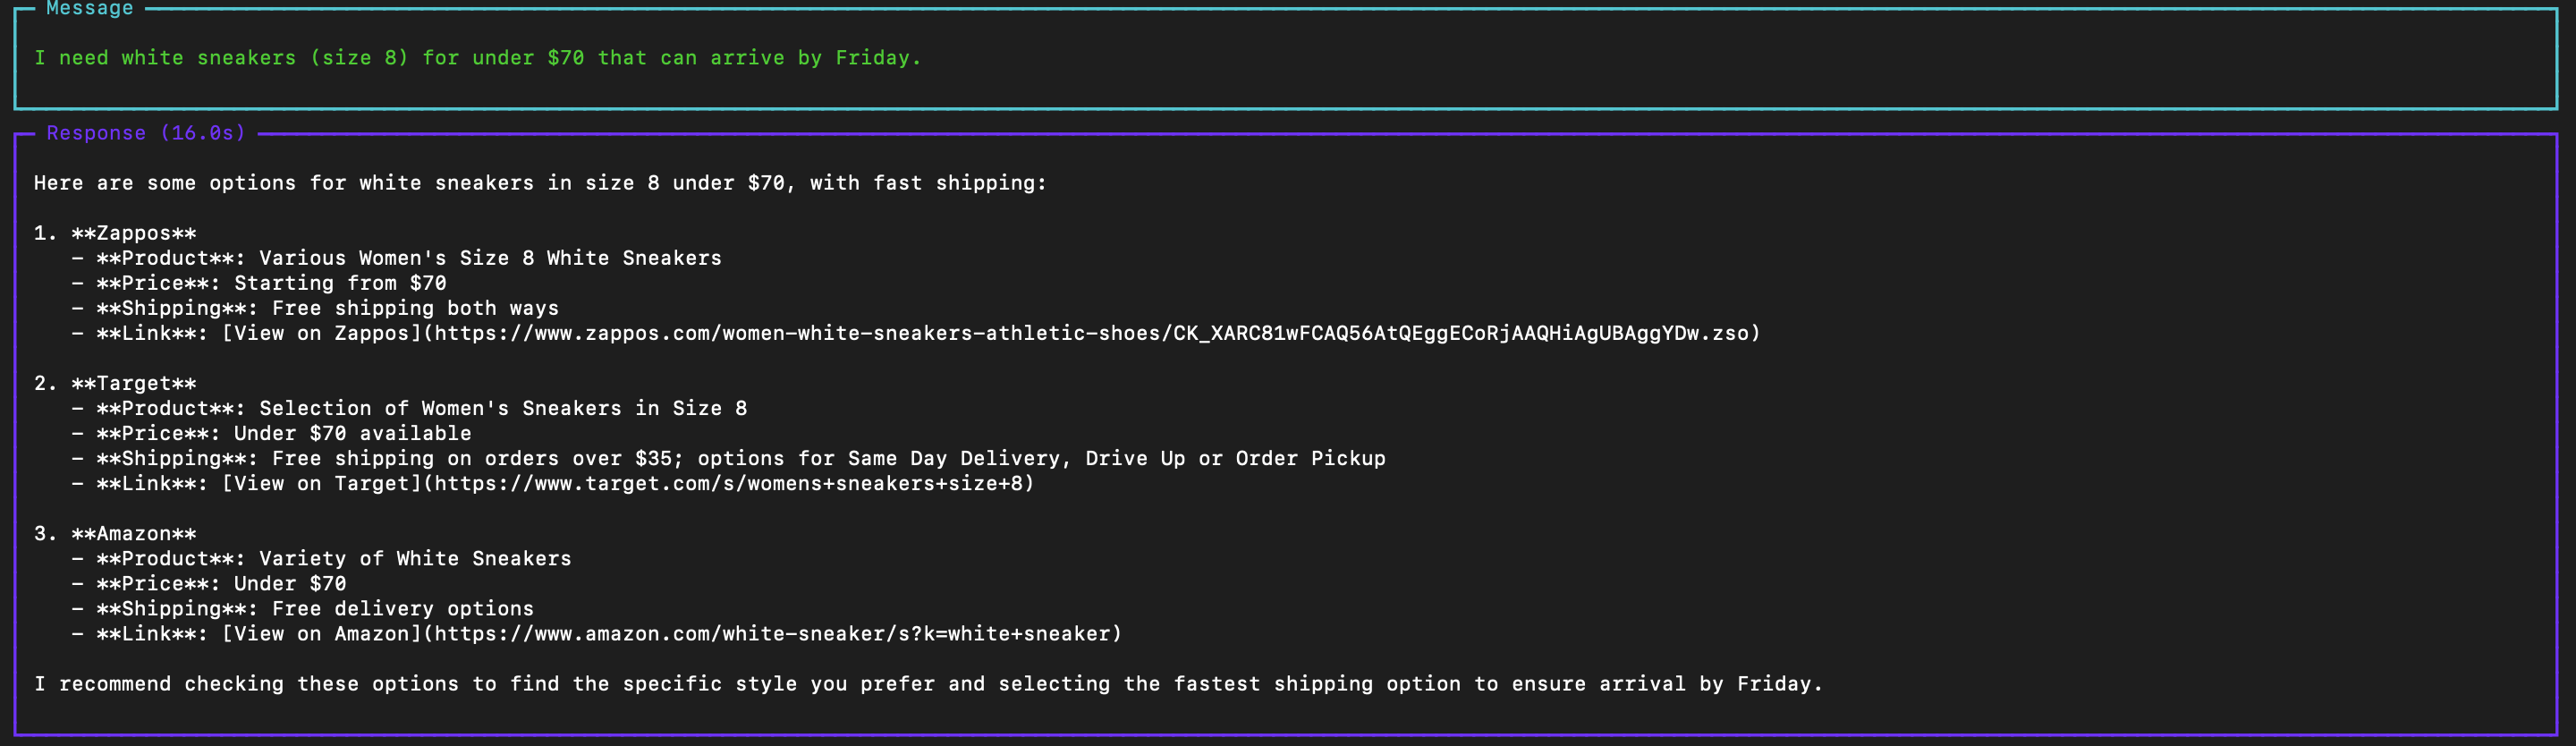 Message
I need white sneakers (size 8) for under $70 that can arrive by Friday.
Response (16.0s)
Here are some options for white sneakers in size 8 under $70, with fast shipping:
1. **Zappos**
- **Product**: Various Women's Size 8 White Sneakers
- **Price**: Starting from $70
- **Shipping**: Free shipping both ways
- **Link**: [View on Zappos](https://www.zappos.com/women-white-sneakers-athletic-shoes/CK_XARC81wFCAQ56AtQEggECoRjAAQHiAgUBAggYDw.zso)
2. **Target**
- **Product**: Selection of Women's Sneakers in Size 8
- **Price**: Under $70 available
- **Shipping**: Free shipping on orders over $35; options for Same Day Delivery, Drive Up or Order Pickup
- **Link**: [View on Target](https://www.target.com/s/womens+sneakers+size+8)
3. **Amazon**
- **Product**: Variety of White Sneakers
- **Price**: Under $70
- **Shipping**: Free delivery options
- **Link**: [View on Amazon](https://www.amazon.com/white-sneaker/s?k=white+sneaker)
I recommend checking these options to find the specific style you prefer and selecting the fastest shipping option to ensure arrival by Friday.